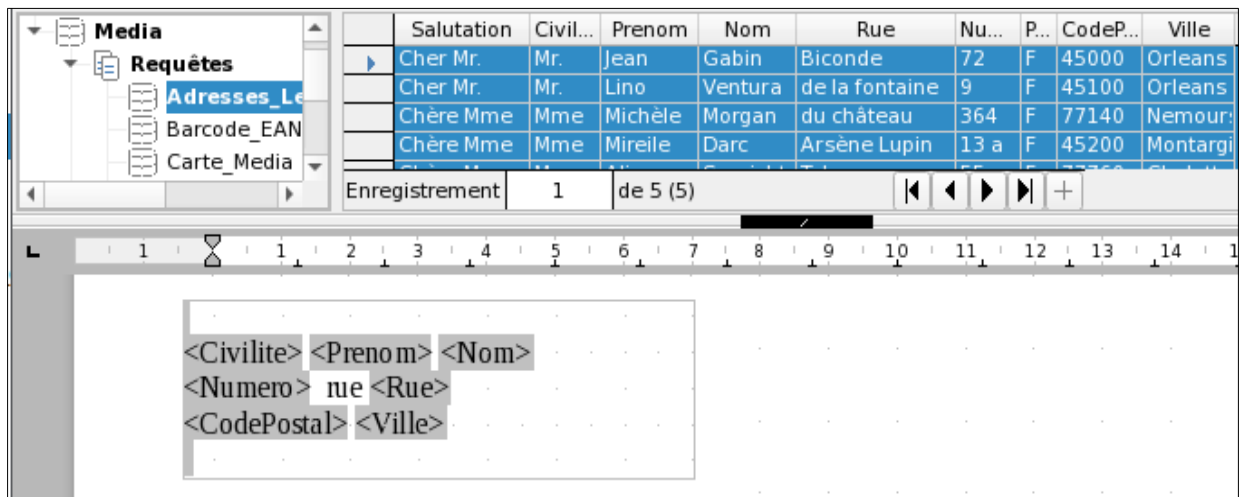 Media
Requêtes
Adresses_Le
Barcode_EAN
Carte_Media
Salutation Civil... Prenom Nom Rue Nu... P... CodeP... Ville
Cher Mr. Mr. Jean Gabin Biconde 72 F 45000 Orleans
Cher Mr. Mr. Lino Ventura de la fontaine 9 F 45100 Orleans
Chère Mme Mme Michèle Morgan du château 364 F 77140 Nemours
Chère Mme Mme Mireile Darc Arsène Lupin 13 a F 45200 Montargi
Enregistrement 1 de 5 (5)
1 1 2 3 4 5 6 7 8 9 10 11 12 13 14
<Civilite> <Prenom> <Nom>
<Numero> rue <Rue>
<CodePostal> <Ville>